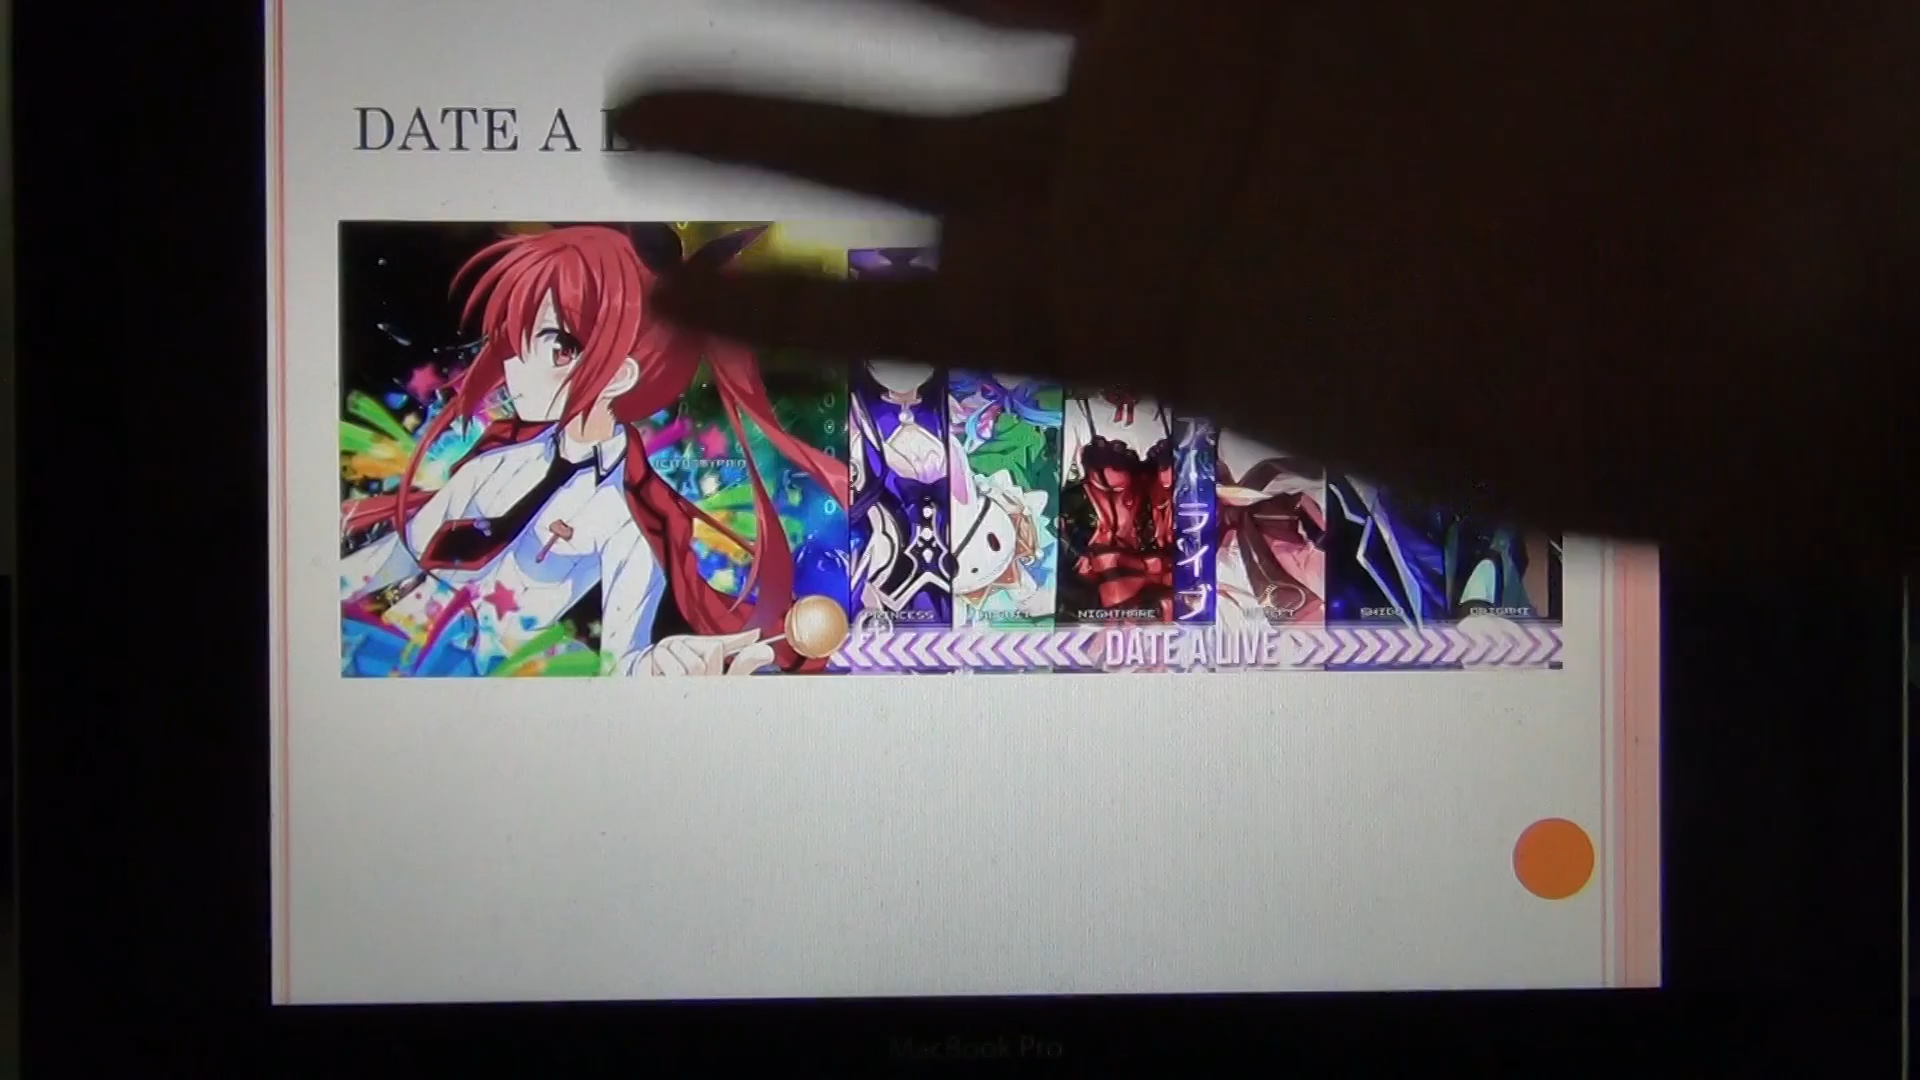 DATE A L
PRINCESS
NIGHTMARE
ライブ
SHIDO
ORIGAMI
DATE A LIVE
MacBook Pro